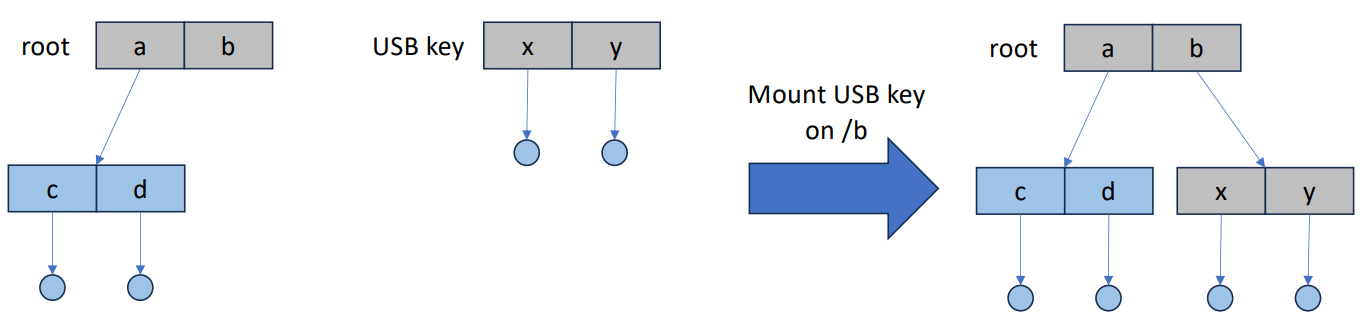 root a b
USB key x y
c d
Mount USB key
on /b
root a b
c d x y